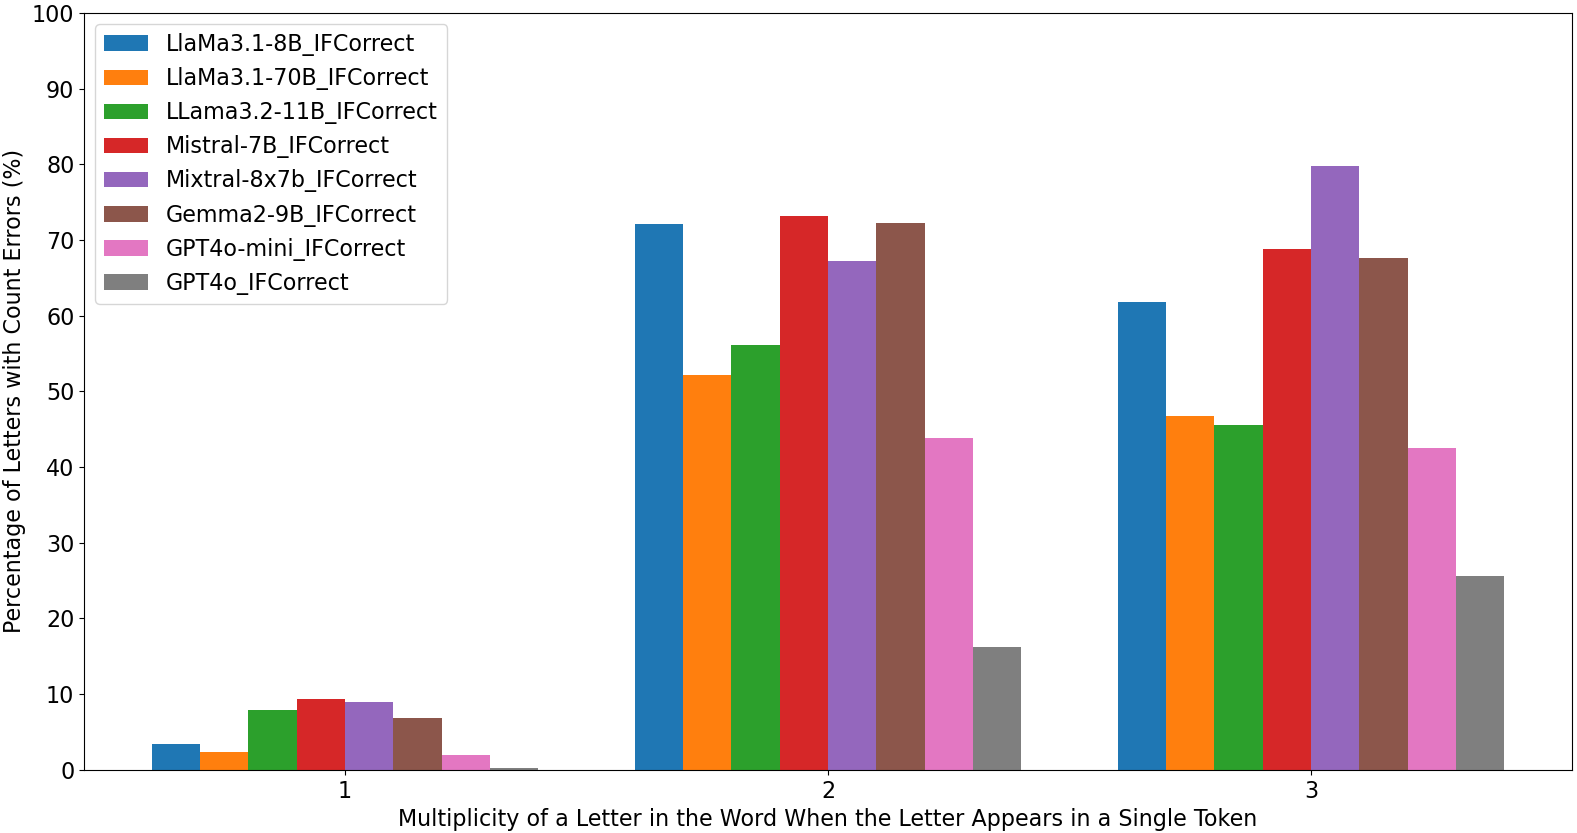 Percentage of Letters with Count Errors (%)
100
90
80
70
60
50
40
30
20
10
0
LlaMa3.1-8B_IFCorrect
LlaMa3.1-70B_IFCorrect
LLama3.2-11B_IFCorrect
Mistral-7B_IFCorrect
Mixtral-8x7b_IFCorrect
Gemma2-9B_IFCorrect
GPT4o-mini_IFCorrect
GPT4o_IFCorrect
1 2 3
Multiplicity of a Letter in the Word When the Letter Appears in a Single Token